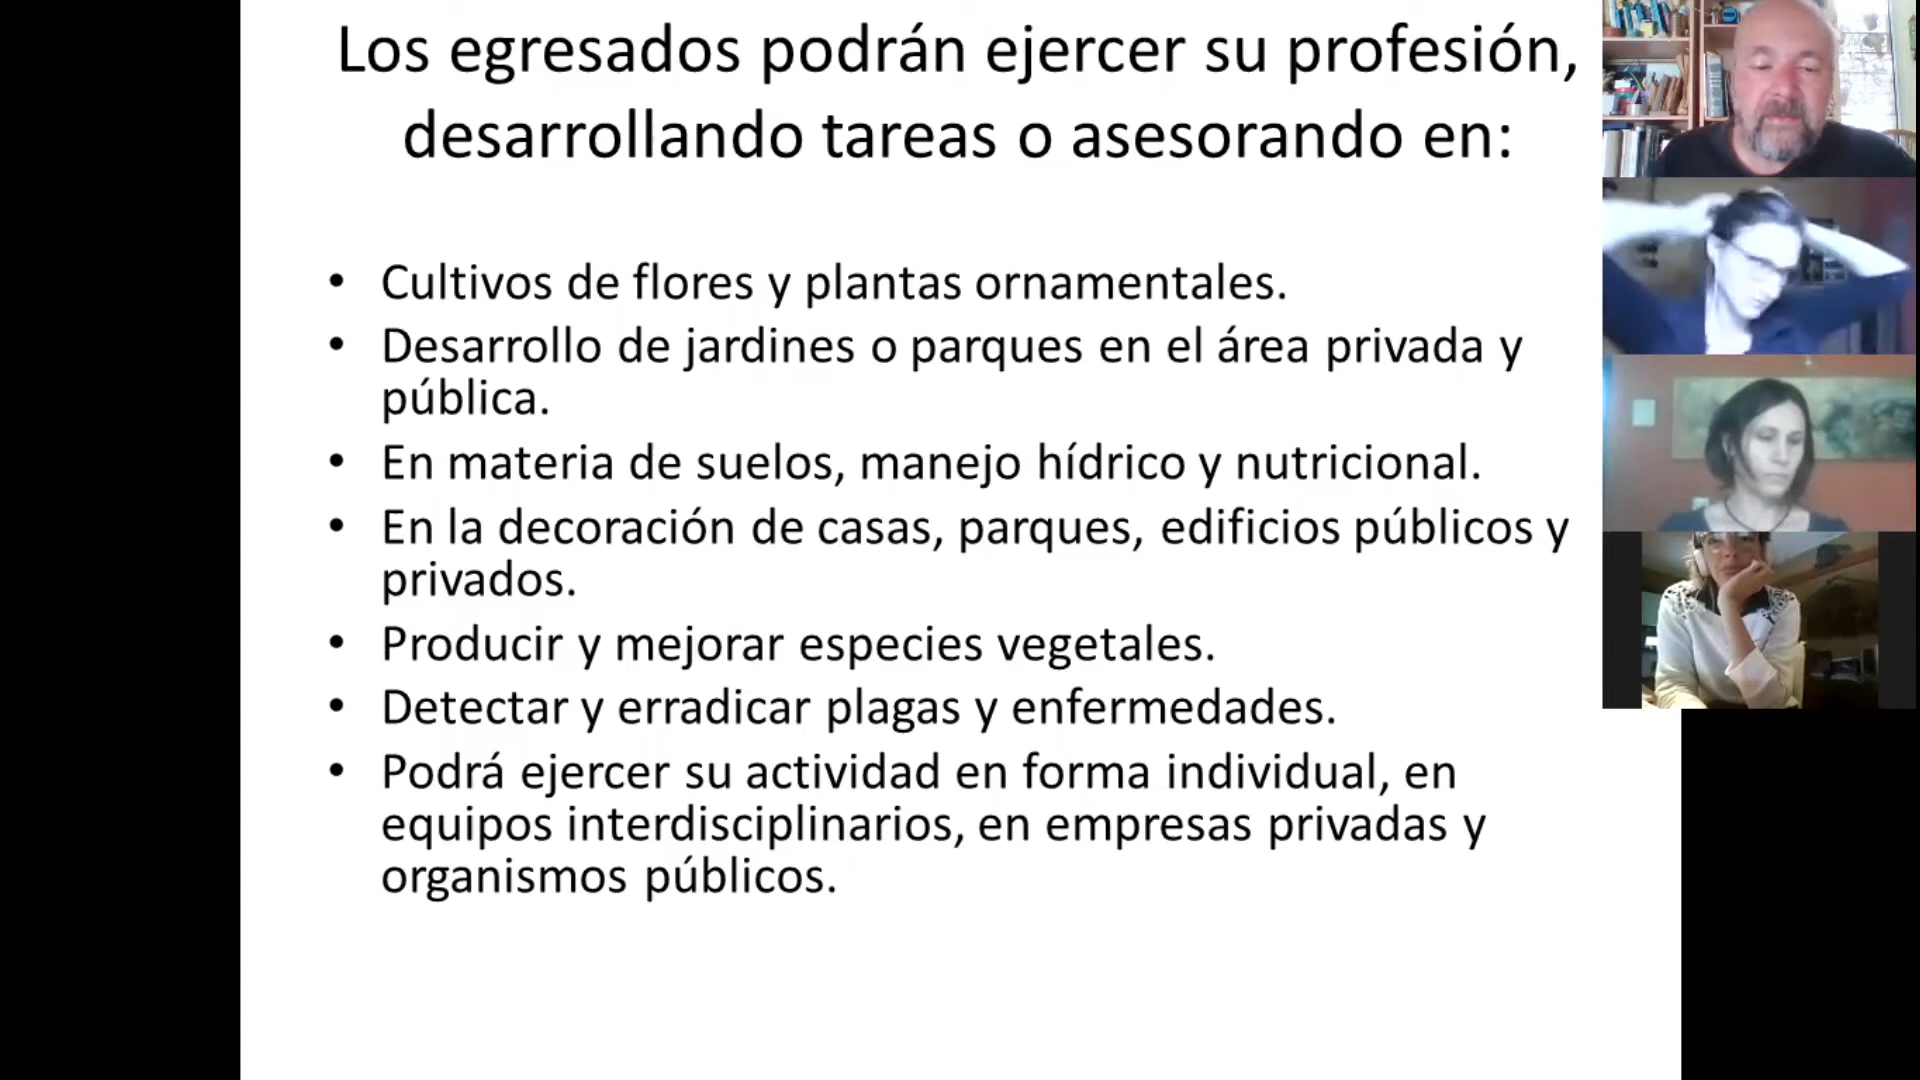 Los egresados podrán ejercer su profesión,
desarrollando tareas o asesorando en:
• Cultivos de flores y plantas ornamentales.
• Desarrollo de jardines o parques en el área privada y
pública.
• En materia de suelos, manejo hídrico y nutricional.
• En la decoración de casas, parques, edificios públicos y
privados.
• Producir y mejorar especies vegetales.
• Detectar y erradicar plagas y enfermedades.
• Podrá ejercer su actividad en forma individual, en
equipos interdisciplinarios, en empresas privadas y
organismos públicos.